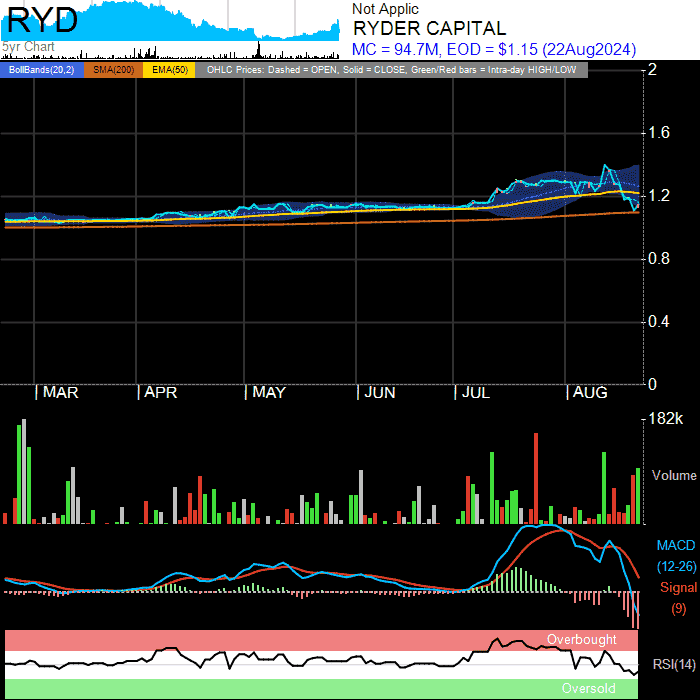 RYD
Not Applic
RYDER CAPITAL
MC = 94.7M, EOD = $1.15 (22Aug2024)
5yr Chart
BollBands(20,2) SMA(200) EMA(50) OHLC Prices: Dashed = OPEN, Solid = CLOSE, Green/Red bars = Intra-day HIGH/LOW
2
1.6
1.2
0.8
0.4
0
MAR APR MAY JUN JUL AUG
182k
Volume
MACD
(12-26)
Signal
(9)
Overbought
RSI(14)
Oversold